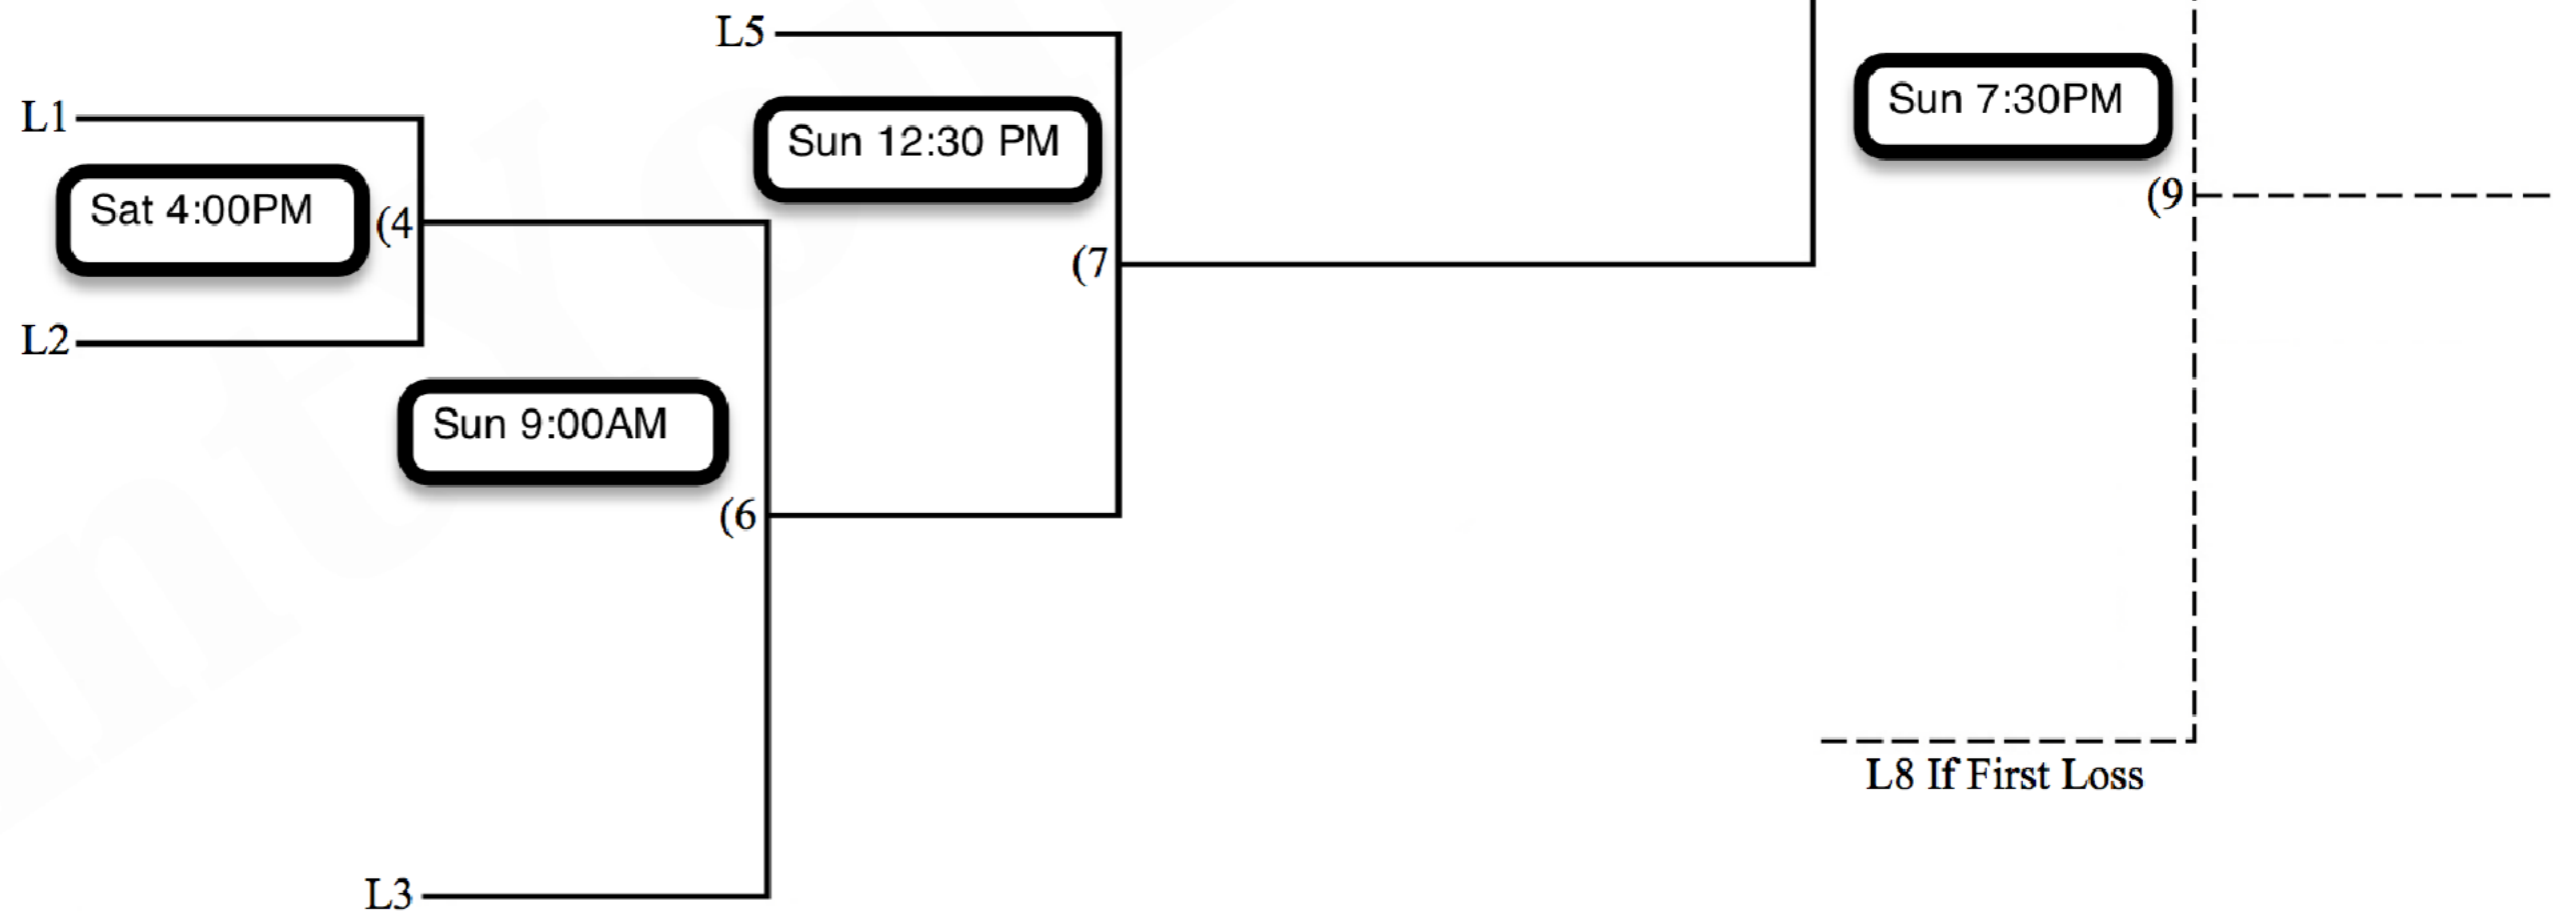 L5
Sun 7:30PM
L1
Sun 12:30 PM
Sat 4:00PM
(4
(9
(7
L2
Sun 9:00AM
(6
L8 If First Loss
L3